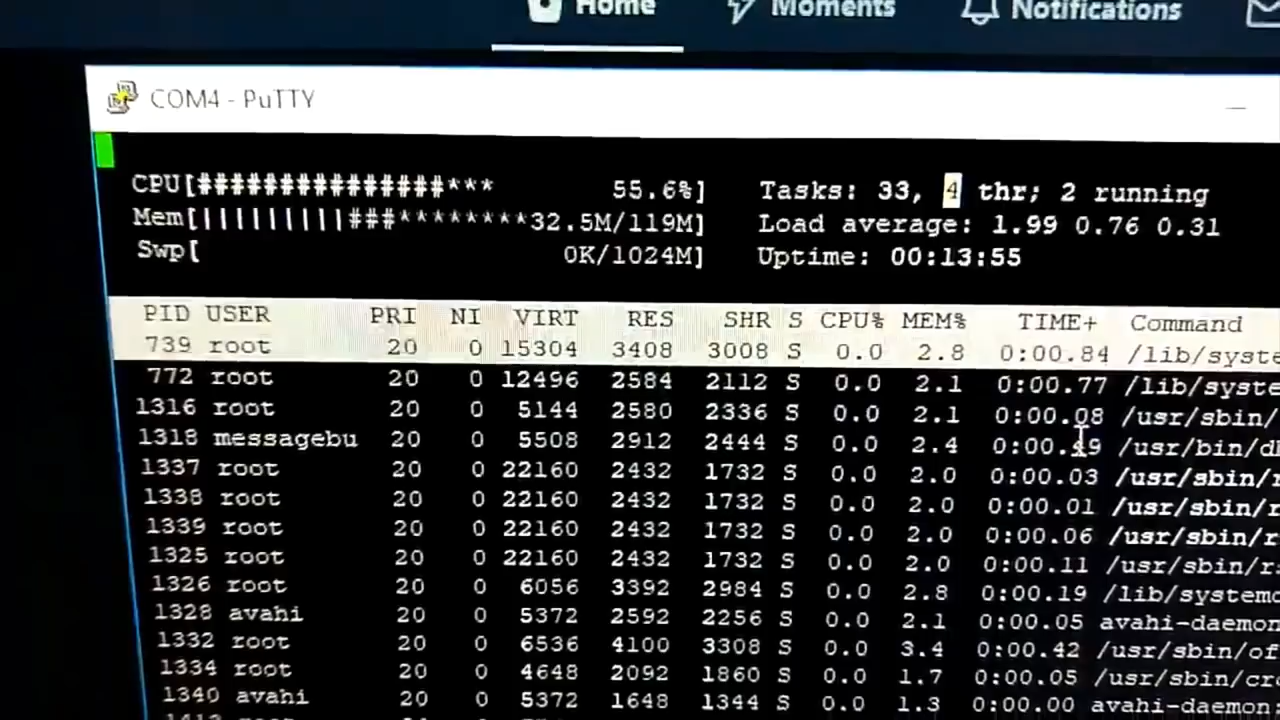 Home Moments Notifications
COM4 - PuTTY
CPU[###############*** 55.6%] Tasks: 33, 4 thr; 2 running
Mem[|||||||||###********32.5M/119M] Load average: 1.99 0.76 0.31
Swp[ 0K/1024M] Uptime: 00:13:55
PID USER PRI NI VIRT RES SHR S CPU% MEM% TIME+ Command
739 root 20 0 15304 3408 3008 S 0.0 2.8 0:00.84 /lib/syste
772 root 20 0 12496 2584 2112 S 0.0 2.1 0:00.77 /lib/syste
1316 root 20 0 5144 2580 2336 S 0.0 2.1 0:00.08 /usr/sbin/
1318 messagebu 20 0 5508 2912 2444 S 0.0 2.4 0:00.49 /usr/bin/d
1337 root 20 0 22160 2432 1732 S 0.0 2.0 0:00.03 /usr/sbin/r
1338 root 20 0 22160 2432 1732 S 0.0 2.0 0:00.01 /usr/sbin/r
1339 root 20 0 22160 2432 1732 S 0.0 2.0 0:00.06 /usr/sbin/r
1325 root 20 0 22160 2432 1732 S 0.0 2.0 0:00.11 /usr/sbin/r
1326 root 20 0 6056 3392 2984 S 0.0 2.8 0:00.19 /lib/systemd
1328 avahi 20 0 5372 2592 2256 S 0.0 2.1 0:00.05 avahi-daemon
1332 root 20 0 6536 4100 3308 S 0.0 3.4 0:00.42 /usr/sbin/of
1334 root 20 0 4648 2092 1860 S 0.0 1.7 0:00.05 /usr/sbin/cr
1340 avahi 20 0 5372 1648 1344 S 0.0 1.3 0:00.00 avahi-daemon: